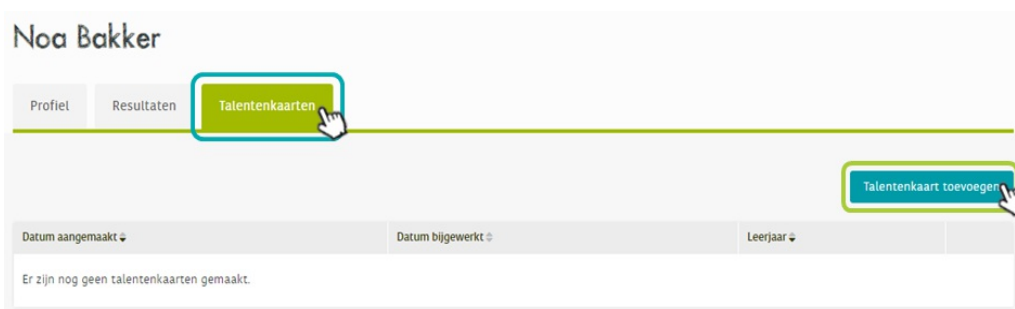 Noa Bakker
Profiel Resultaten Talentenkaarten
Talentenkaart toevoegen
Datum aangemaakt Datum bijgewerkt Leerjaar
Er zijn nog geen talentenkaarten gemaakt.